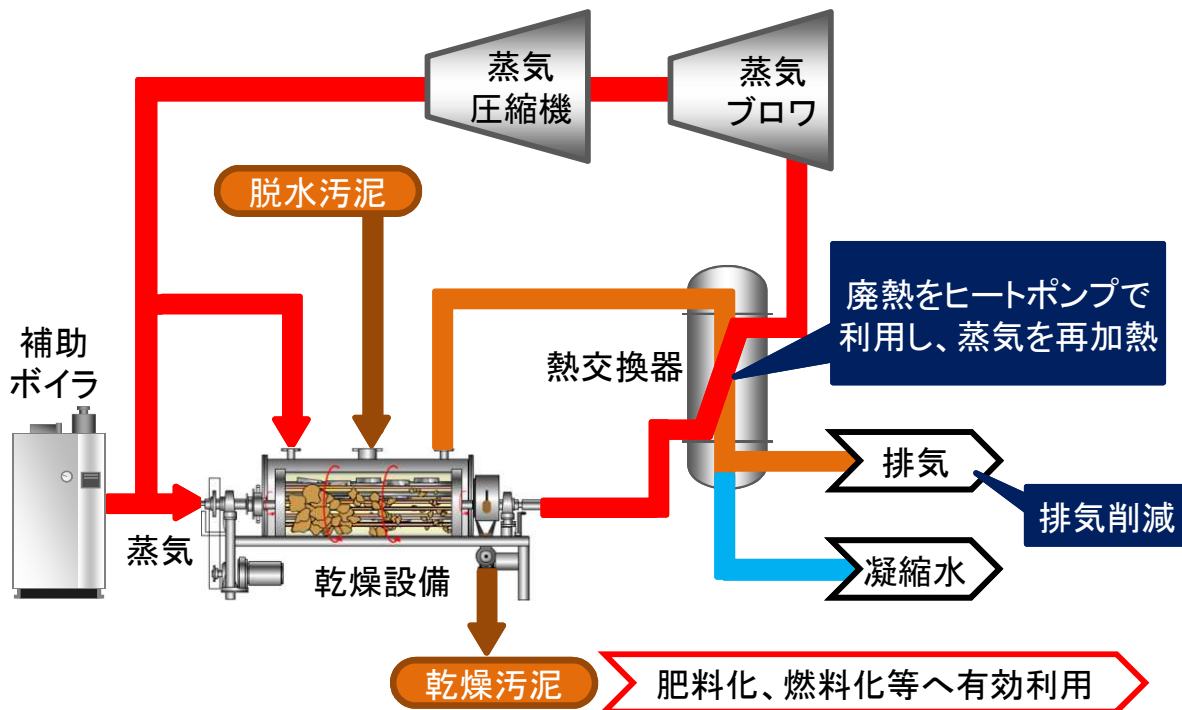 蒸気
圧縮機
蒸気
ブロワ
脱水汚泥
廃熱をヒートポンプで
利用し、蒸気を再加熱
補助
ボイラ
熱交換器
排気
排気削減
蒸気
乾燥設備
凝縮水
乾燥汚泥
肥料化、燃料化等へ有効利用